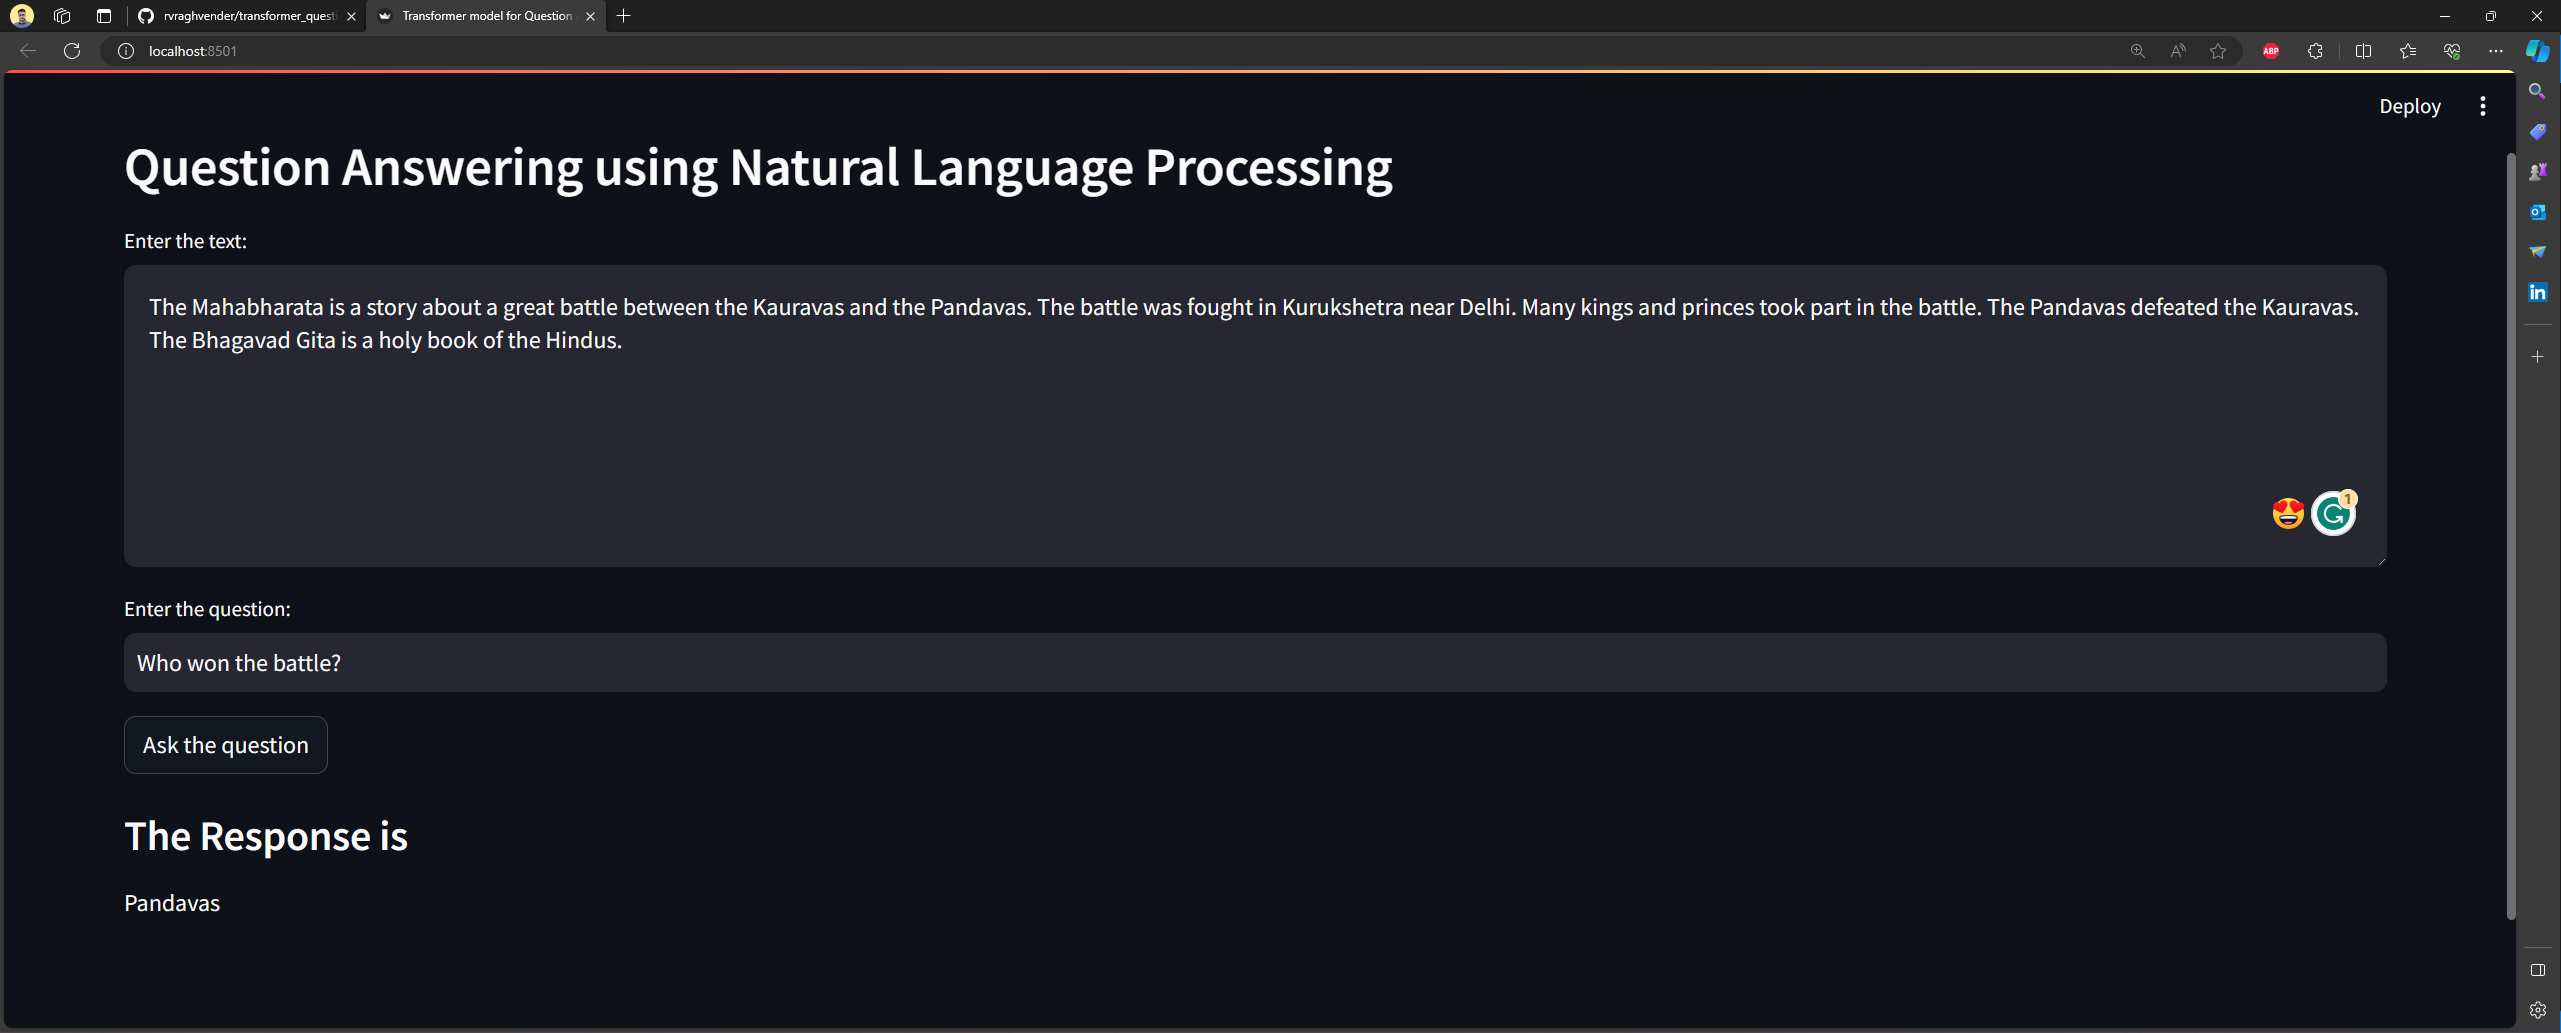 rvraghvender/transformer_questi
Transformer model for Question
localhost:8501
ABP
Deploy
Question Answering using Natural Language Processing
Enter the text:
The Mahabharata is a story about a great battle between the Kauravas and the Pandavas. The battle was fought in Kurukshetra near Delhi. Many kings and princes took part in the battle. The Pandavas defeated the Kauravas.
The Bhagavad Gita is a holy book of the Hindus.
1
Enter the question:
Who won the battle?
Ask the question
The Response is
Pandavas